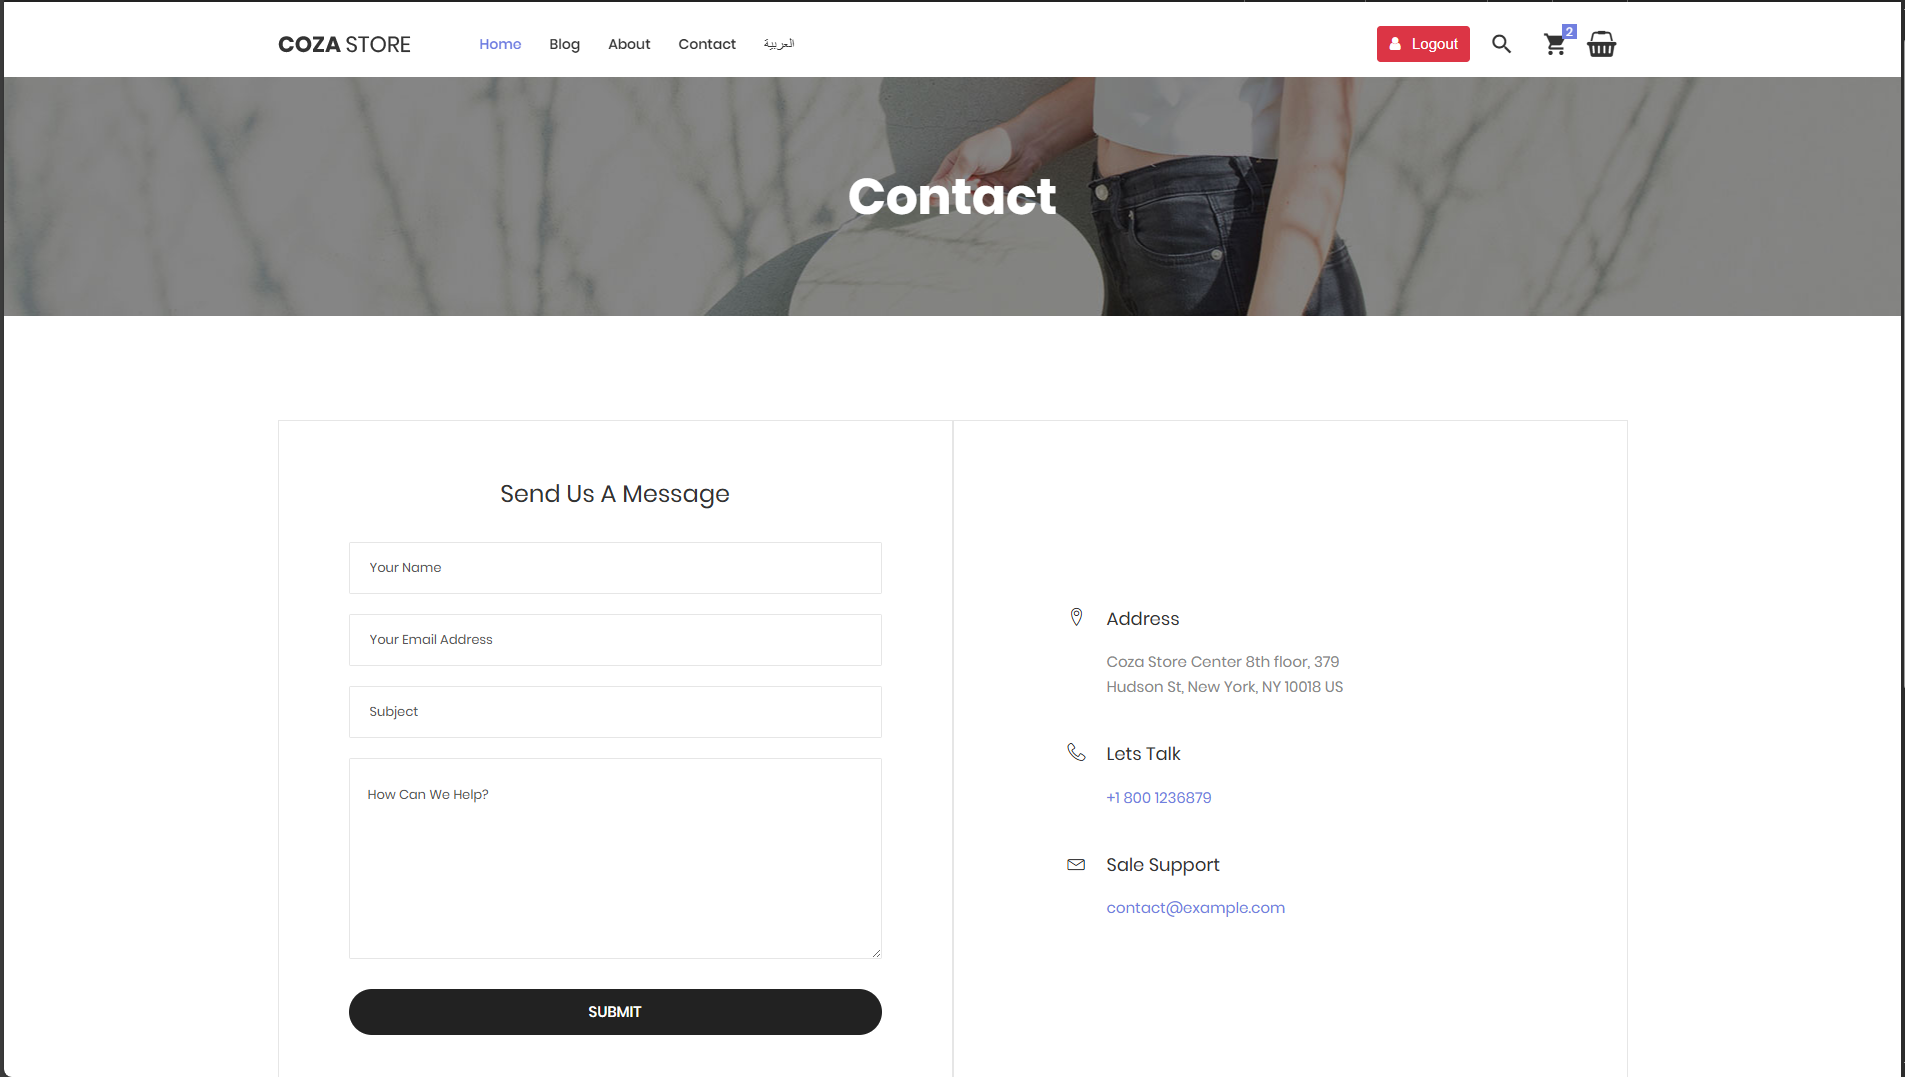 COZA STORE
Home
Blog
About
Contact
العربية
Logout
2
Contact
Send Us A Message
Your Name
Your Email Address
Subject
How Can We Help?
SUBMIT
Address
Coza Store Center 8th floor, 379
Hudson St, New York, NY 10018 US
Lets Talk
+1 800 1236879
Sale Support
contact@example.com